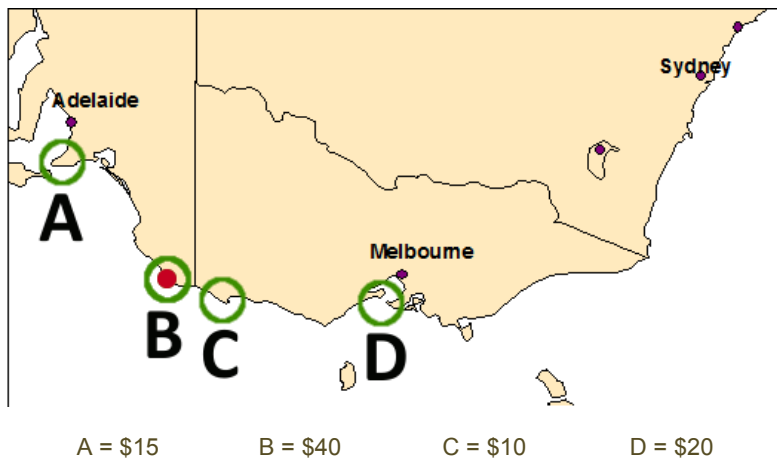 Sydney
Adelaide
A
Melbourne
B
C
D
A = $15 B = $40 C = $10 D = $20